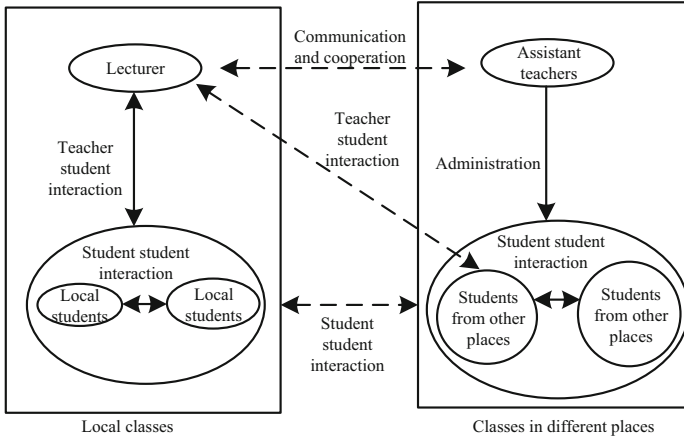 Communication
and cooperation
Lecturer
Assistant
teachers
Teacher
student
interaction
Teacher
student
interaction
Administration
Student student
interaction
Local
students
Local
students
Student
student
interaction
Student student
interaction
Students
from other
places
Students
from other
places
Local classes
Classes in different places